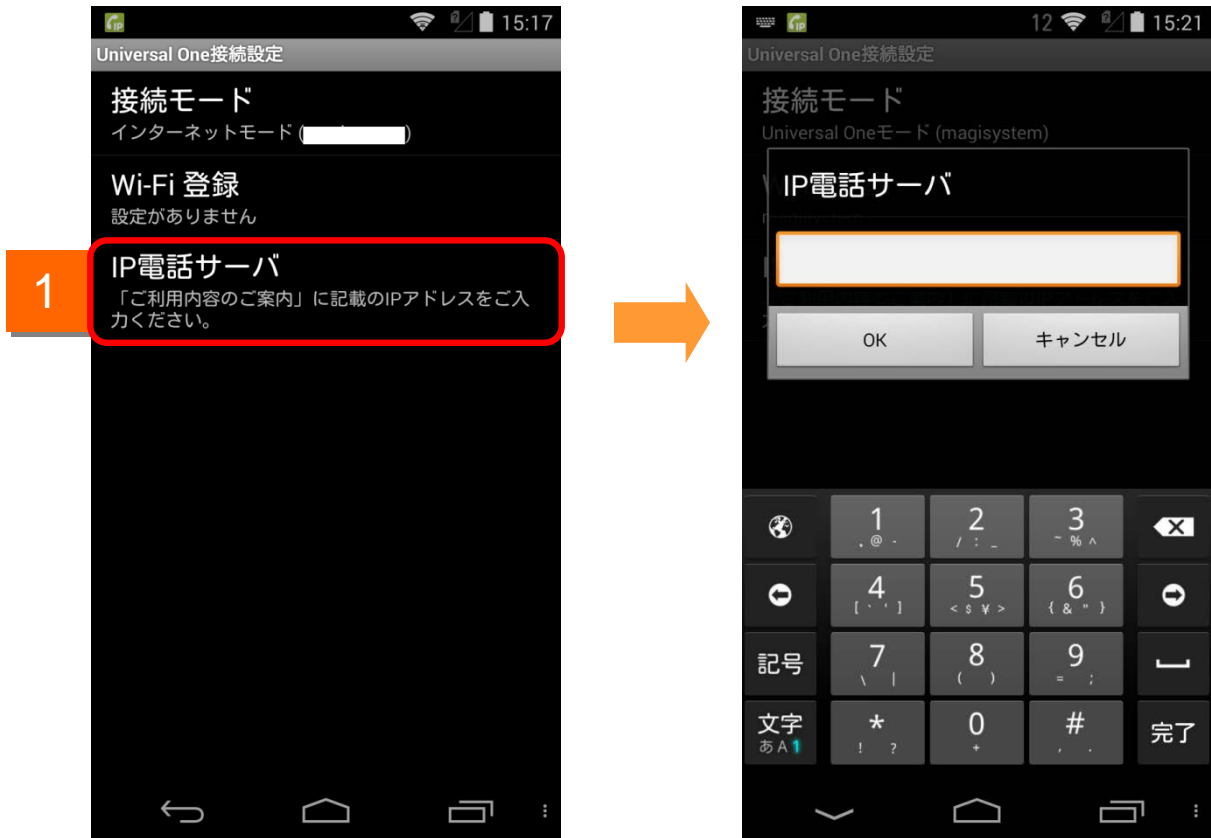 15:17
Universal One接続設定
接続モード
インターネットモード ( )
Wi-Fi 登録
設定がありません
1
IP電話サーバ
「ご利用内容のご案内」に記載のIPアドレスをご入
力ください。
12 15:21
Universal One接続設定
接続モード
Universal Oneモード (magisystem)
IP電話サーバ
OK キャンセル
1 2 3
. @ - / : _ ~ % ^
4 5 6
[ ` ' ] < $ ¥ > { & " }
記号 7 8 9
\ | ( ) = ;
文字 * 0 # 完了
あA1 ! ? + , .